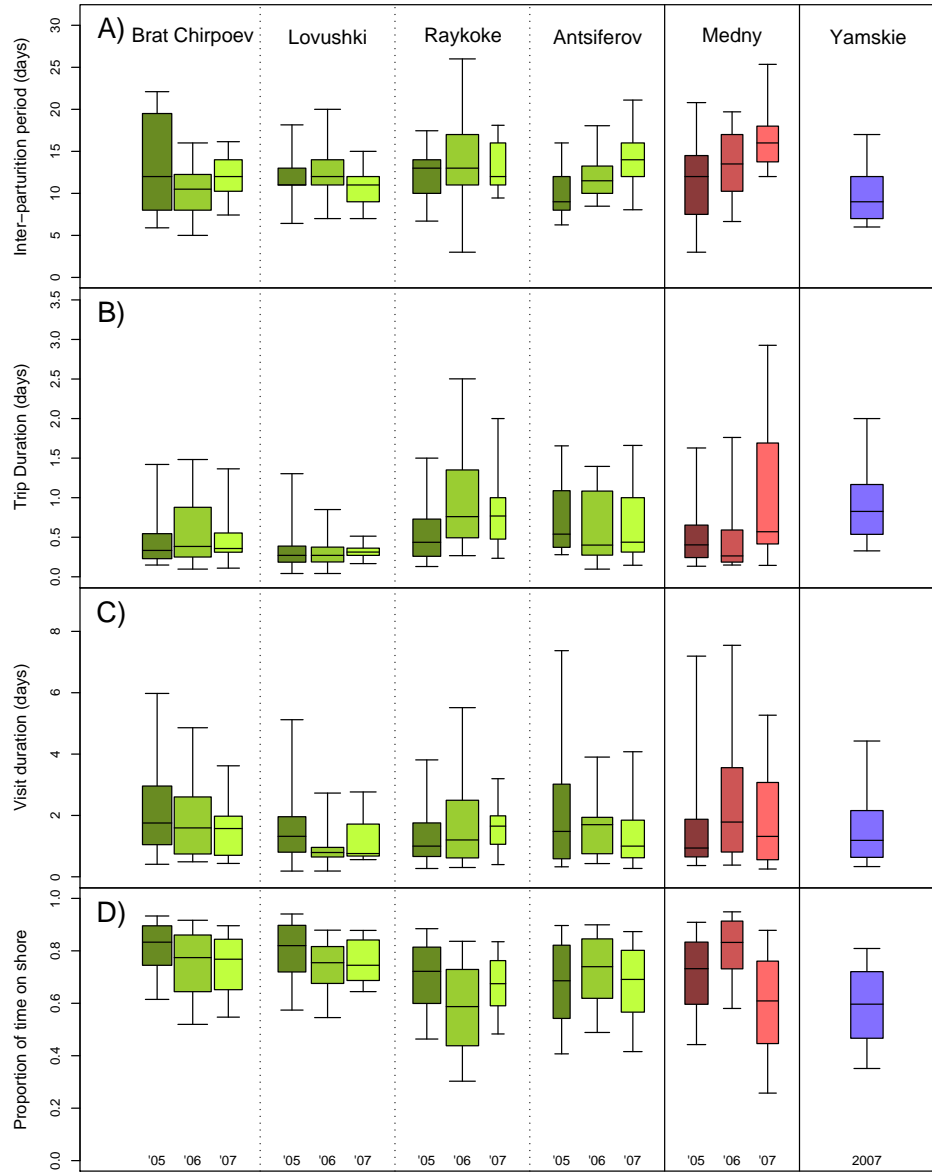 A)
Brat Chirpoev Lovushki Raykoke Antsiferov Medny Yamskie
Inter−parturition period (days)
30
25
20
15
10
5
0
B)
Trip Duration (days)
3.5
3.0
2.5
2.0
1.5
1.0
0.5
0.0
C)
Visit duration (days)
8
6
4
2
0
D)
Proportion of time on shore
1.0
0.8
0.6
0.4
0.2
0.0
'05 '06 '07 '05 '06 '07 '05 '06 '07 '05 '06 '07 '05 '06 '07 2007